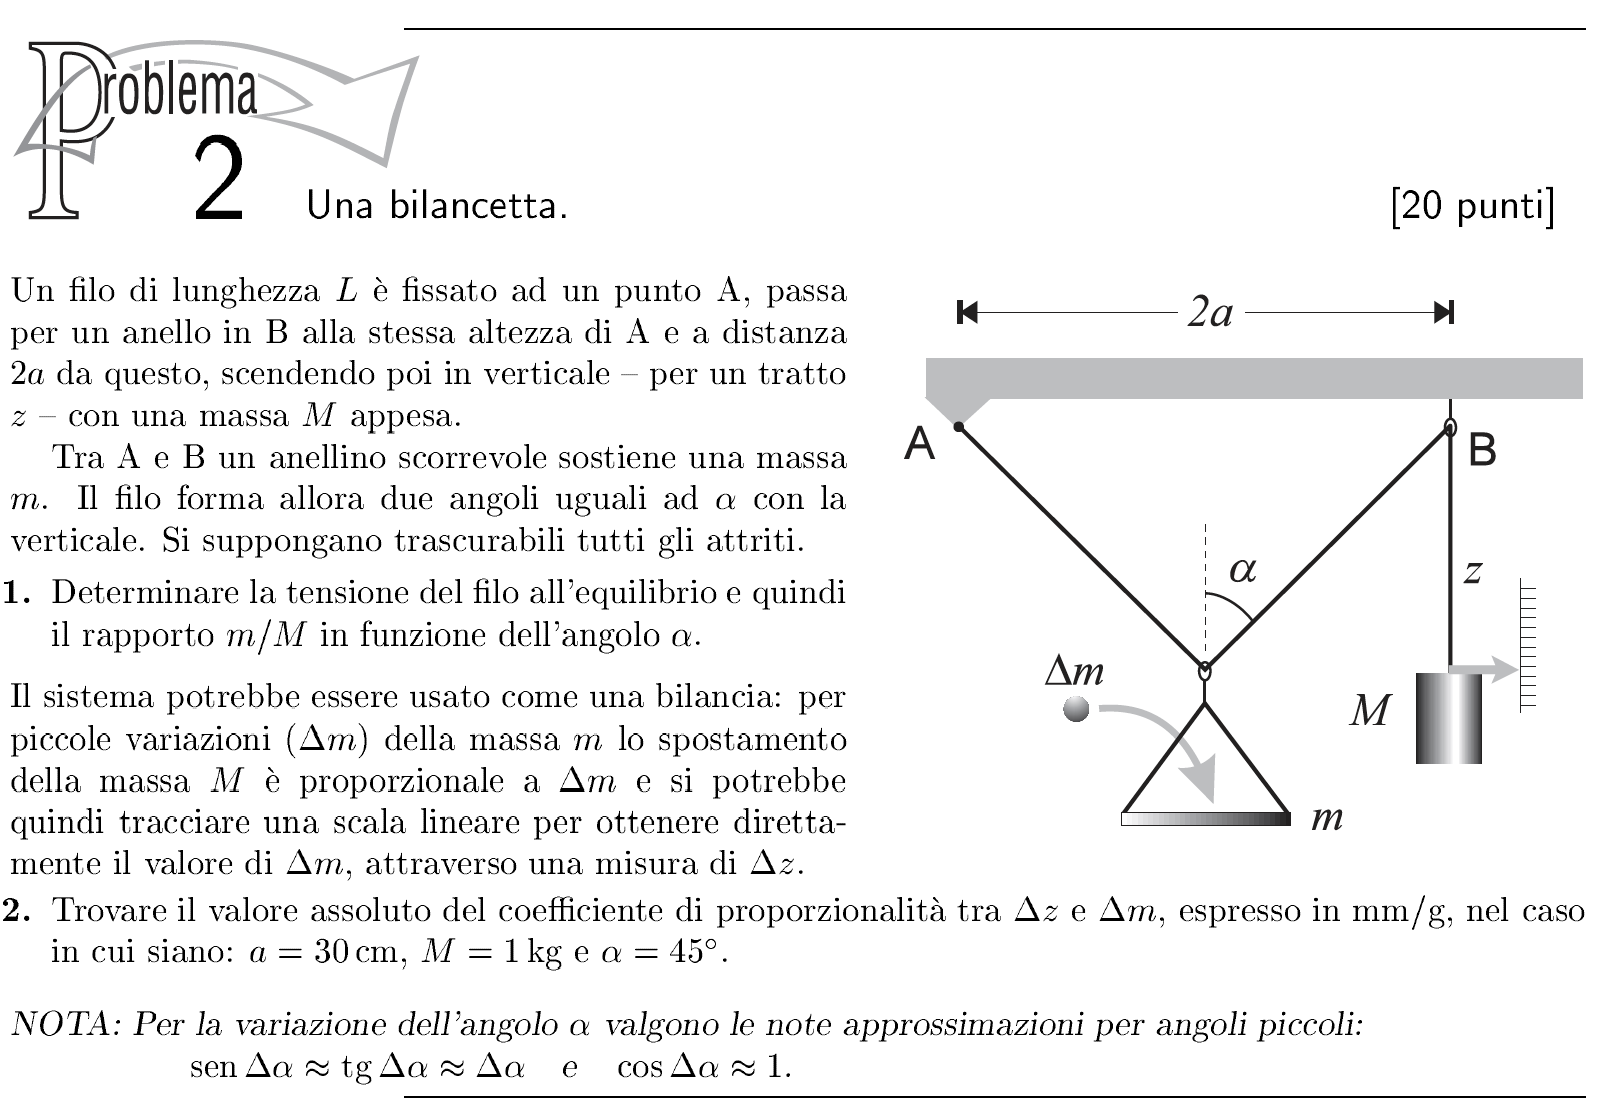 Problema
2 Una bilancetta. [20 punti]
Un filo di lunghezza L è fissato ad un punto A, passa
per un anello in B alla stessa altezza di A e a distanza
2a da questo, scendendo poi in verticale – per un tratto
z – con una massa M appesa.
Tra A e B un anellino scorrevole sostiene una massa
m. Il filo forma allora due angoli uguali ad α con la
verticale. Si suppongano trascurabili tutti gli attriti.
1. Determinare la tensione del filo all'equilibrio e quindi
il rapporto m/M in funzione dell'angolo α.
Il sistema potrebbe essere usato come una bilancia: per
piccole variazioni (Δm) della massa m lo spostamento
della massa M è proporzionale a Δm e si potrebbe
quindi tracciare una scala lineare per ottenere diretta-
mente il valore di Δm, attraverso una misura di Δz.
2a
A
B
α
z
Δm
M
m
2. Trovare il valore assoluto del coefficiente di proporzionalità tra Δz e Δm, espresso in mm/g, nel caso
in cui siano: a = 30 cm, M = 1 kg e α = 45°.
NOTA: Per la variazione dell'angolo α valgono le note approssimazioni per angoli piccoli:
sen Δα ≈ tg Δα ≈ Δα e cos Δα ≈ 1.